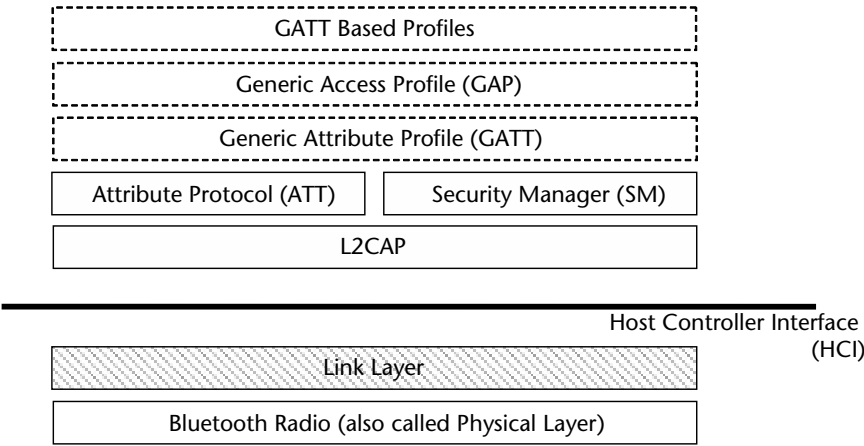 GATT Based Profiles
Generic Access Profile (GAP)
Generic Attribute Profile (GATT)
Attribute Protocol (ATT)
Security Manager (SM)
L2CAP
Host Controller Interface
(HCI)
Link Layer
Bluetooth Radio (also called Physical Layer)